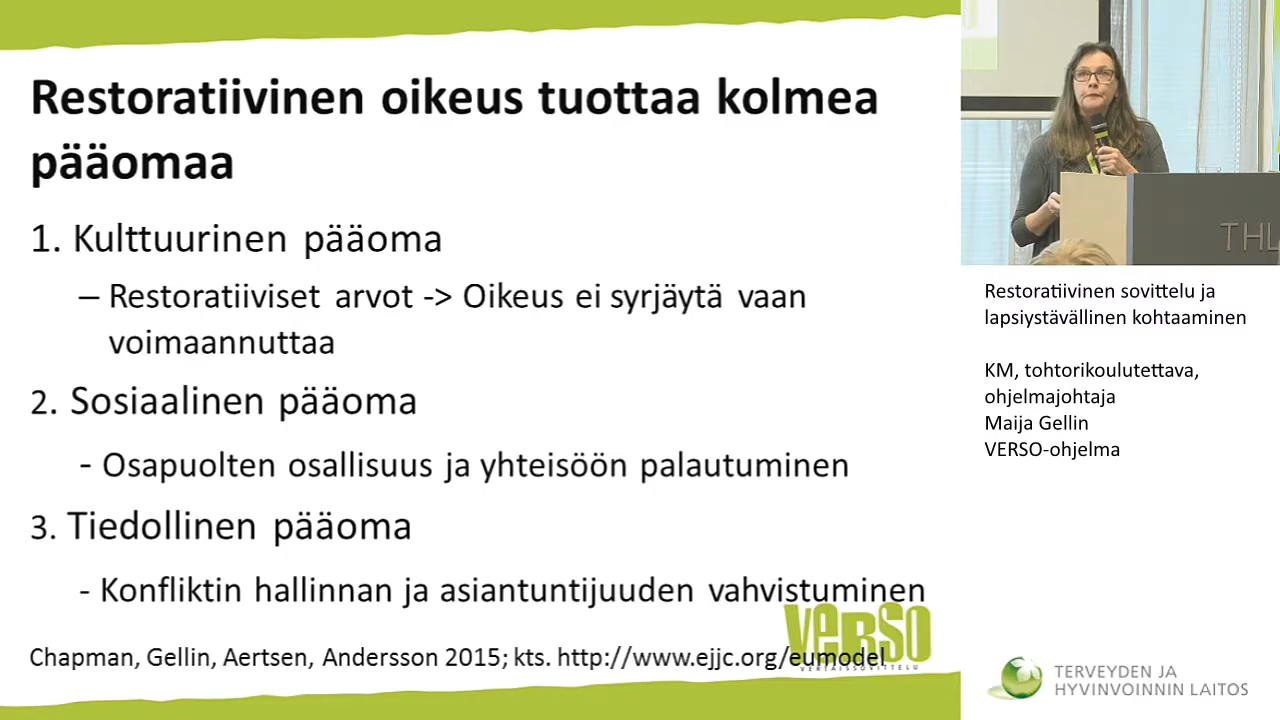 Restoratiivinen oikeus tuottaa kolmea
pääomaa
1. Kulttuurinen pääoma
– Restoratiiviset arvot -> Oikeus ei syrjäytä vaan
voimaannuttaa
2. Sosiaalinen pääoma
- Osapuolten osallisuus ja yhteisöön palautuminen
3. Tiedollinen pääoma
- Konfliktin hallinnan ja asiantuntijuuden vahvistuminen
VERSO
VERTAISSOVITTELU
Chapman, Gellin, Aertsen, Andersson 2015; kts. http://www.ejjc.org/eumodel
THL
Restoratiivinen sovittelu ja
lapsiystävällinen kohtaaminen
KM, tohtorikoulutettava,
ohjelmajohtaja
Maija Gellin
VERSO-ohjelma
TERVEYDEN JA
HYVINVOINNIN LAITOS